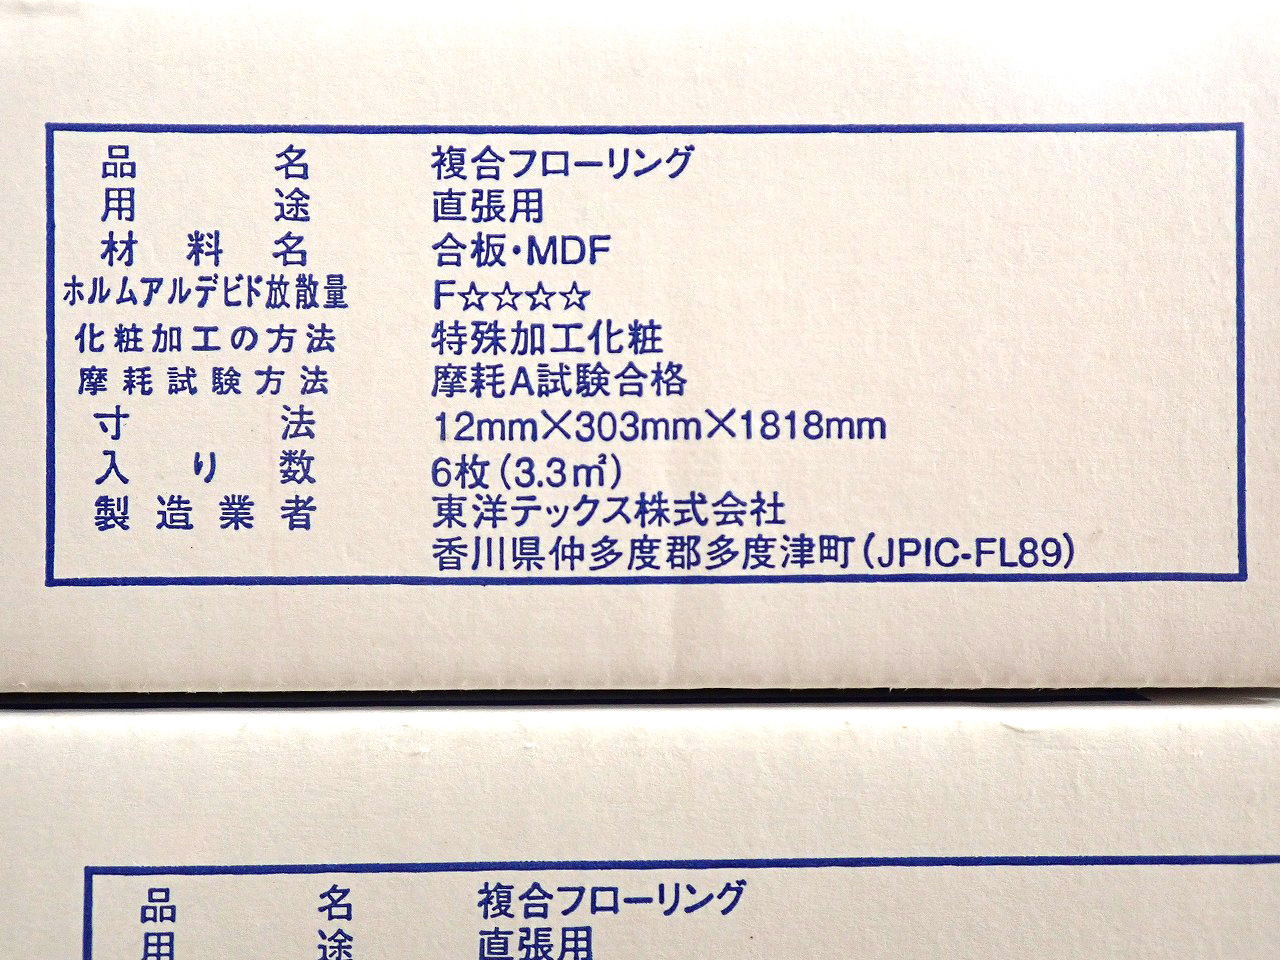 品名 複合フローリング
用途 直張用
材料名 合板・MDF
ホルムアルデビド放散量 F☆☆☆☆
化粧加工の方法 特殊加工化粧
摩耗試験方法 摩耗A試験合格
寸法 12mm×303mm×1818mm
入り数 6枚(3.3㎡)
製造業者 東洋テックス株式会社
香川県仲多度郡多度津町(JPIC-FL89)
品名 複合フローリング
用途 直張用